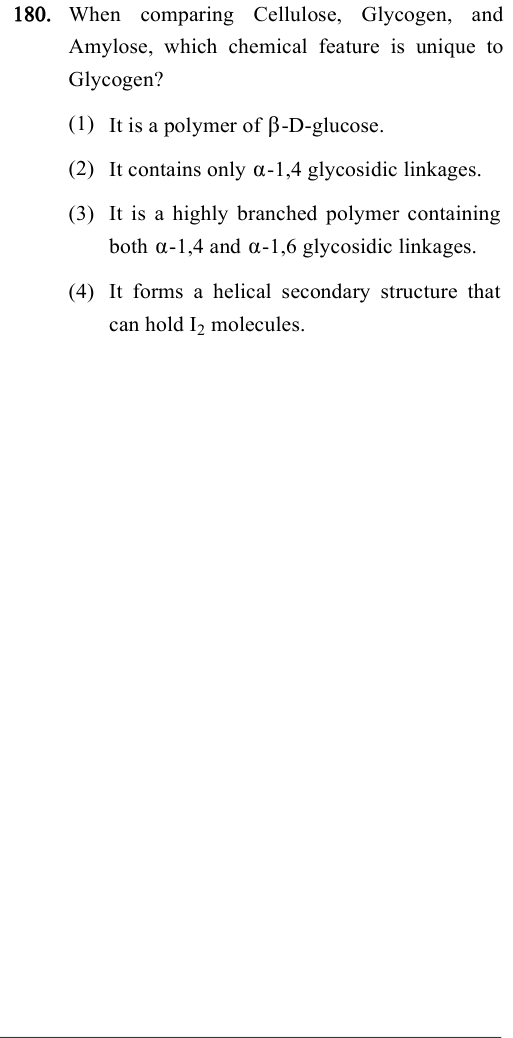 180. When comparing Cellulose, Glycogen, and
Amylose, which chemical feature is unique to
Glycogen?
(1) It is a polymer of β-D-glucose.
(2) It contains only α-1,4 glycosidic linkages.
(3) It is a highly branched polymer containing
both α-1,4 and α-1,6 glycosidic linkages.
(4) It forms a helical secondary structure that
can hold I₂ molecules.